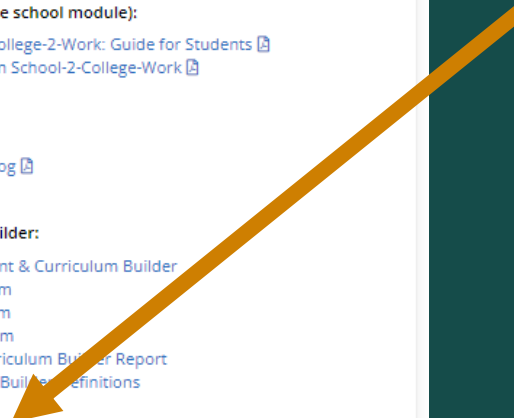 e school module):
ollege-2-Work: Guide for Students
n School-2-College-Work
og
ilder:
nt & Curriculum Builder
m
m
m
riculum Builder Report
Builder Definitions